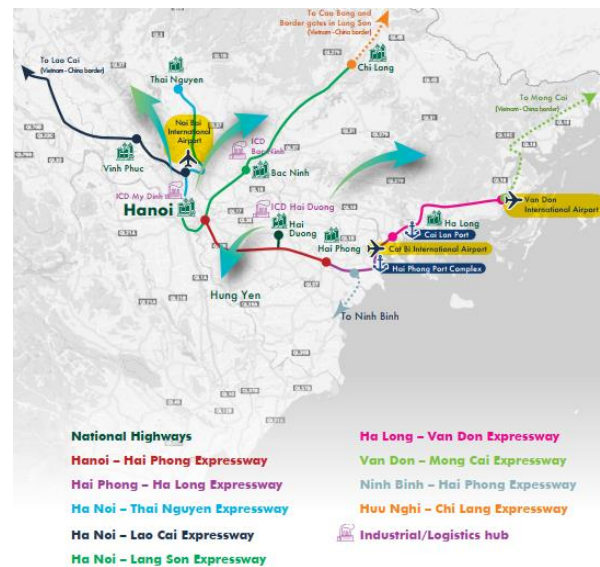 To Cao Bang and
Border gates in Lang Son
(Vietnam - China border)
To Lao Cai
(Vietnam - China border)
Thai Nguyen
Chi Lang
Noi Bai
International
Airport
To Mong Cai
(Vietnam - China border)
Vinh Phuc
ICD
Bac Ninh
Bac Ninh
ICD My Dinh
Hanoi
ICD Hai Duong
Hai
Duong
Van Don
International Airport
Ha Long
Cai Lan Port
Hai Phong
Cat Bi International Airport
Hai Phong Port Complex
Hung Yen
To Ninh Binh
National Highways
Hanoi – Hai Phong Expressway
Hai Phong – Ha Long Expressway
Ha Noi – Thai Nguyen Expressway
Ha Noi – Lao Cai Expressway
Ha Noi – Lang Son Expressway
Ha Long – Van Don Expressway
Van Don – Mong Cai Expressway
Ninh Binh – Hai Phong Expessway
Huu Nghi – Chi Lang Expressway
Industrial/Logistics hub